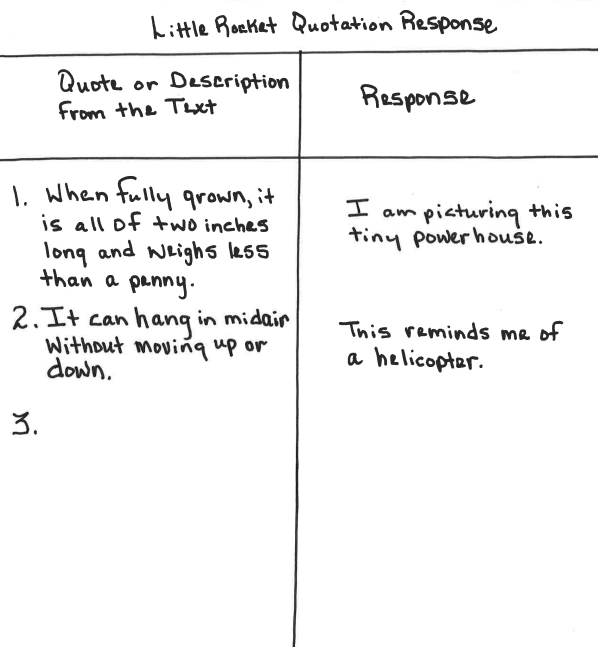 Little Rocket Quotation Response
Quote or Description
From the Text
Response
1. When fully grown, it
is all of two inches
long and weighs less
than a penny.
I am picturing this
tiny powerhouse.
2. It can hang in midair
without moving up or
down.
This reminds me of
a helicopter.
3.